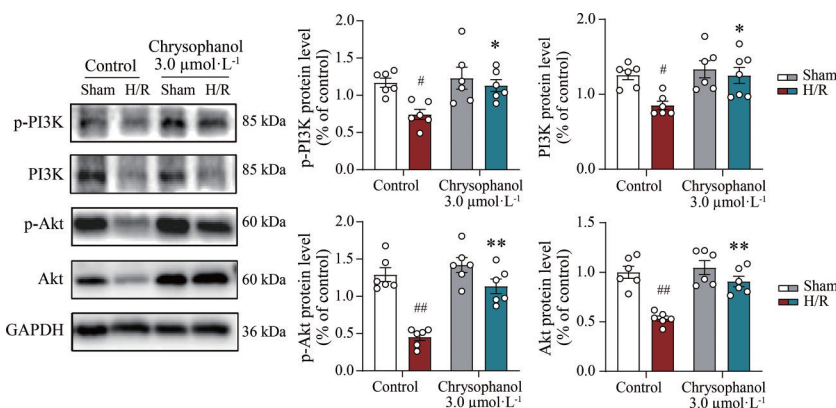 Chrysophanol
Control 3.0 µmol·L-1
Sham H/R Sham H/R
p-PI3K 85 kDa
PI3K 85 kDa
p-Akt 60 kDa
Akt 60 kDa
GAPDH 36 kDa
p-PI3K protein level
(% of control)
2.0
1.5
1.0
0.5
0
#
*
Control Chrysophanol
3.0 µmol·L-1
PI3K protein level
(% of control)
2.0
1.0
0
#
*
Control Chrysophanol
3.0 µmol·L-1
Sham
H/R
p-Akt protein level
(% of control)
2.0
1.5
1.0
0.5
0
##
**
Control Chrysophanol
3.0 µmol·L-1
Akt protein level
(% of control)
1.5
1.0
0.5
0
##
**
Control Chrysophanol
3.0 µmol·L-1
Sham
H/R